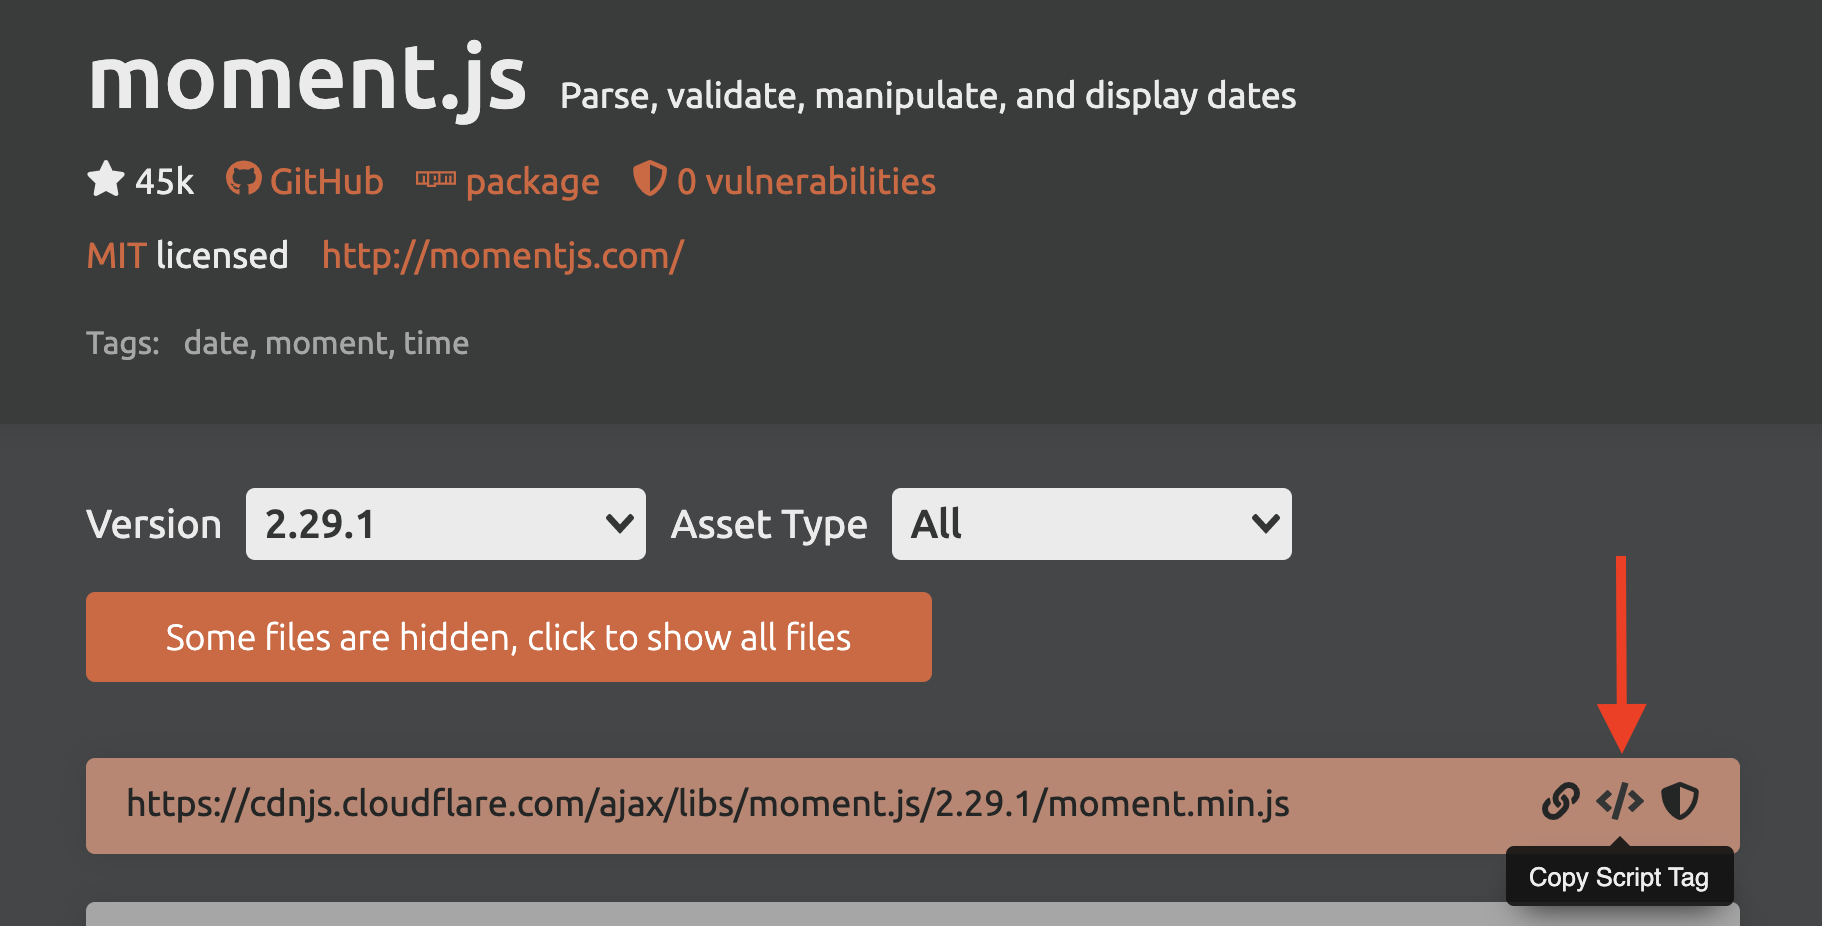 moment.js Parse, validate, manipulate, and display dates
45k GitHub npm package 0 vulnerabilities
MIT licensed http://momentjs.com/
Tags: date, moment, time
Version 2.29.1 Asset Type All
Some files are hidden, click to show all files
https://cdnjs.cloudflare.com/ajax/libs/moment.js/2.29.1/moment.min.js </>
Copy Script Tag